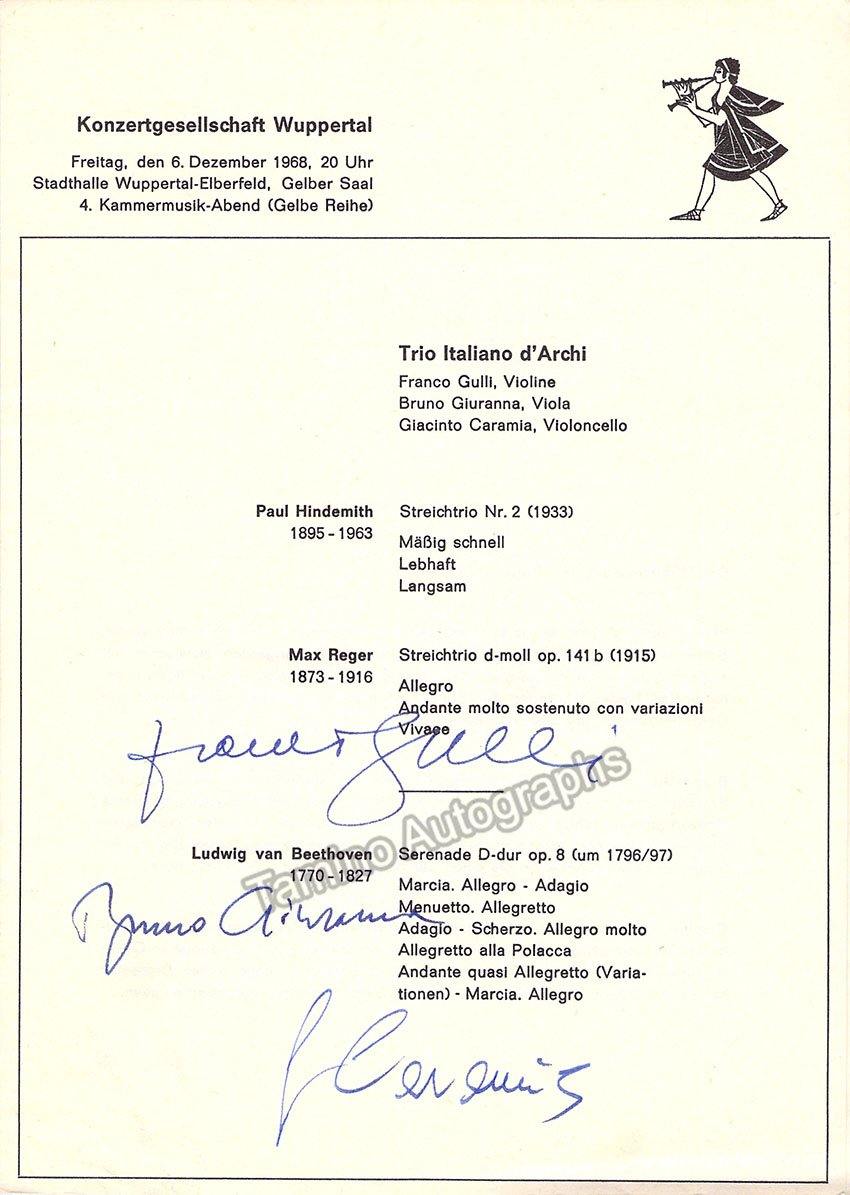 Konzertgesellschaft Wuppertal
Freitag, den 6. Dezember 1968, 20 Uhr
Stadthalle Wuppertal-Elberfeld, Gelber Saal
4. Kammermusik-Abend (Gelbe Reihe)
Trio Italiano d'Archi
Franco Gulli, Violine
Bruno Giuranna, Viola
Giacinto Caramia, Violoncello
Paul Hindemith Streichtrio Nr. 2 (1933)
1895 - 1963
Mäßig schnell
Lebhaft
Langsam
Max Reger Streichtrio d-moll op. 141 b (1915)
1873 - 1916
Allegro
Andante molto sostenuto con variazioni
Vivace
Franco Gulli
Tamino Autographs
Ludwig van Beethoven Serenade D-dur op. 8 (um 1796/97)
1770 - 1827
Marcia. Allegro - Adagio
Menuetto. Allegretto
Bruno Giuranna
Adagio - Scherzo. Allegro molto
Allegretto alla Polacca
Andante quasi Allegretto (Varia-
tionen) - Marcia. Allegro
G Caramia